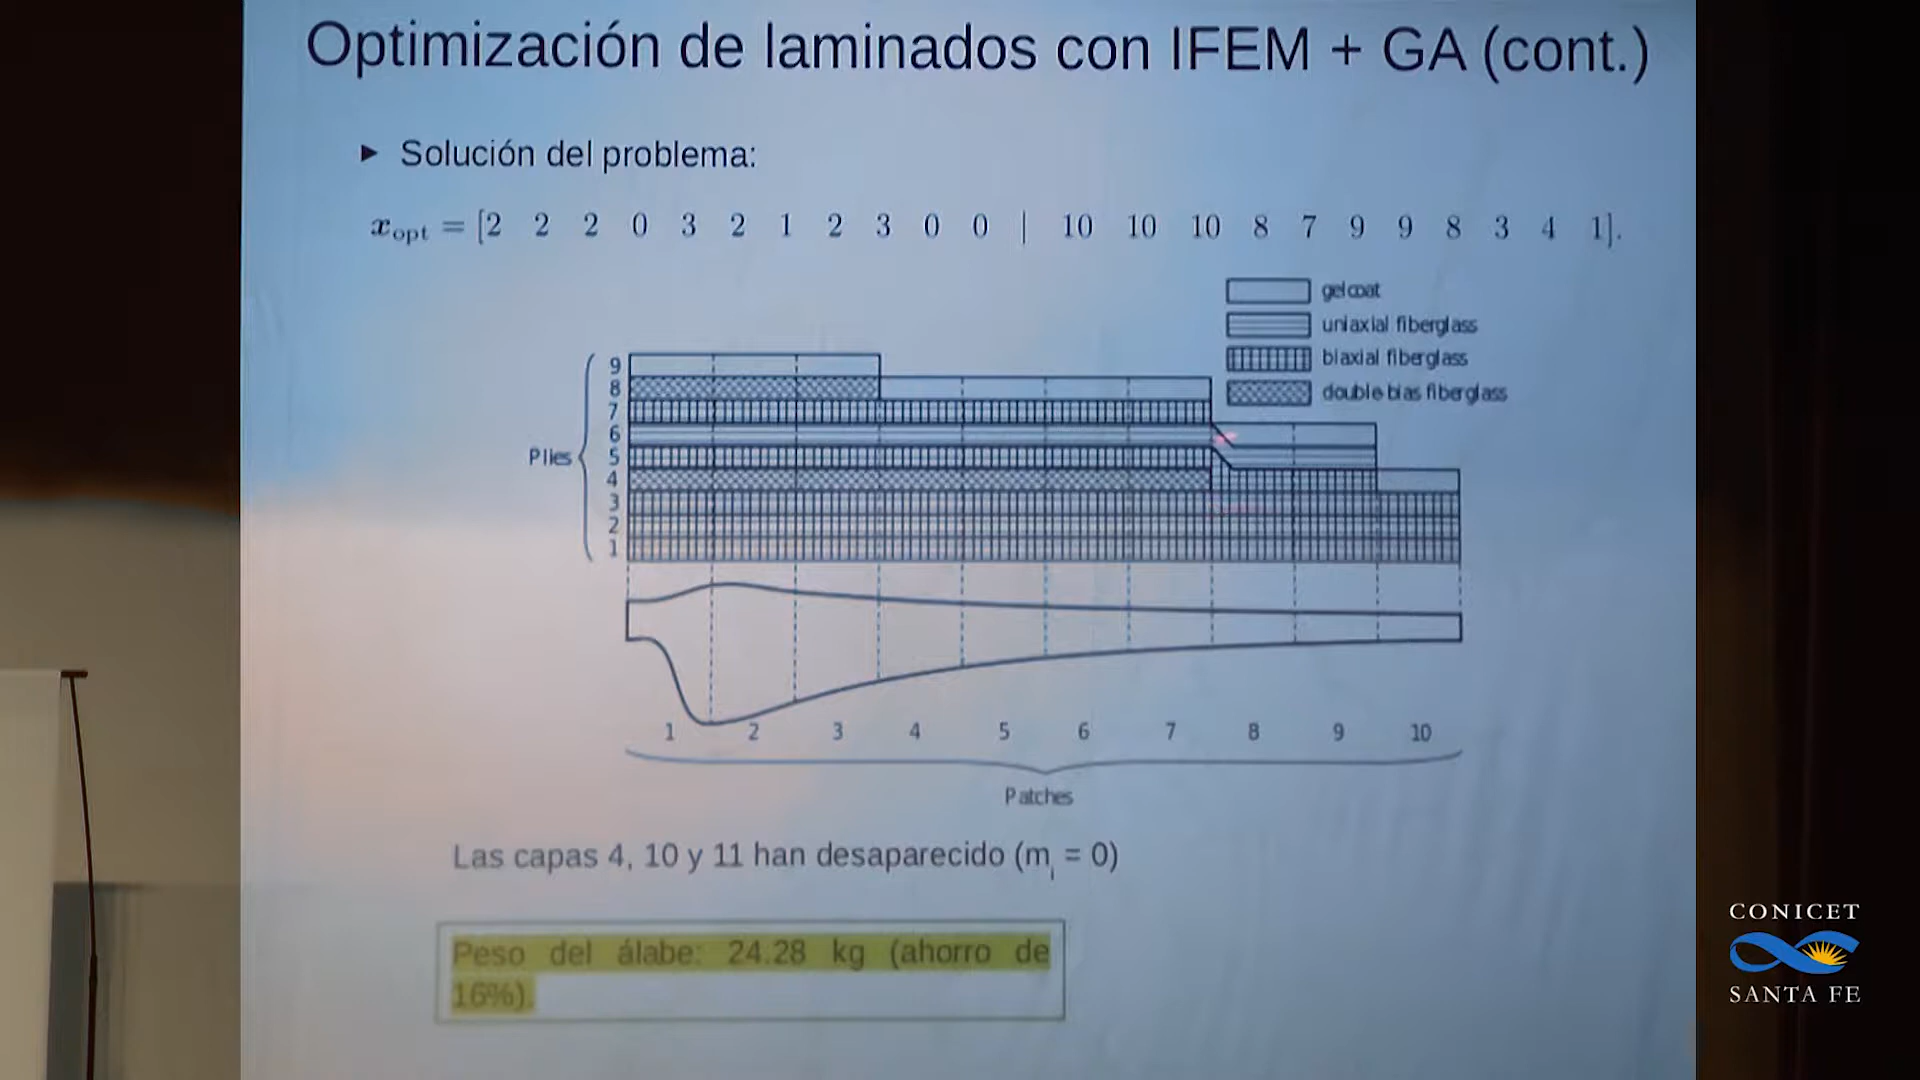 Optimización de laminados con IFEM + GA (cont.)
► Solución del problema:
x_opt = [2 2 2 0 3 2 1 2 3 0 0 | 10 10 10 8 7 9 9 8 3 4 1].
gelcoat
uniaxial fiberglass
biaxial fiberglass
double bias fiberglass
Plies
9
8
7
6
5
4
3
2
1
1 2 3 4 5 6 7 8 9 10
Patches
Las capas 4, 10 y 11 han desaparecido (m_i = 0)
Peso del álabe: 24.28 kg (ahorro de
16%).
CONICET
SANTA FE